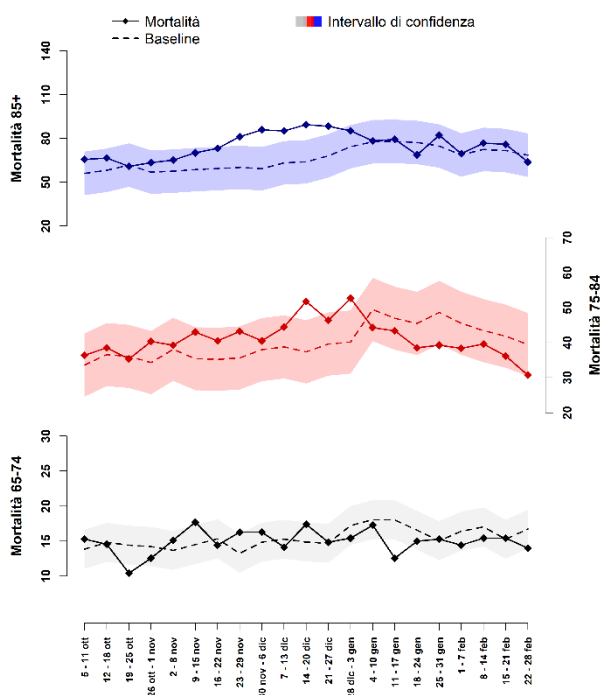 Mortalità
Baseline
Intervallo di confidenza
Mortalità 85+
140
110
80
50
20
Mortalità 75-84
70
60
50
40
30
20
Mortalità 65-74
30
25
20
15
10
5 - 11 ott
12 - 18 ott
19 - 25 ott
26 ott - 1 nov
2 - 8 nov
9 - 15 nov
16 - 22 nov
23 - 29 nov
30 nov - 6 dic
7 - 13 dic
14 - 20 dic
21 - 27 dic
28 dic - 3 gen
4 - 10 gen
11 - 17 gen
18 - 24 gen
25 - 31 gen
1 - 7 feb
8 - 14 feb
15 - 21 feb
22 - 28 feb